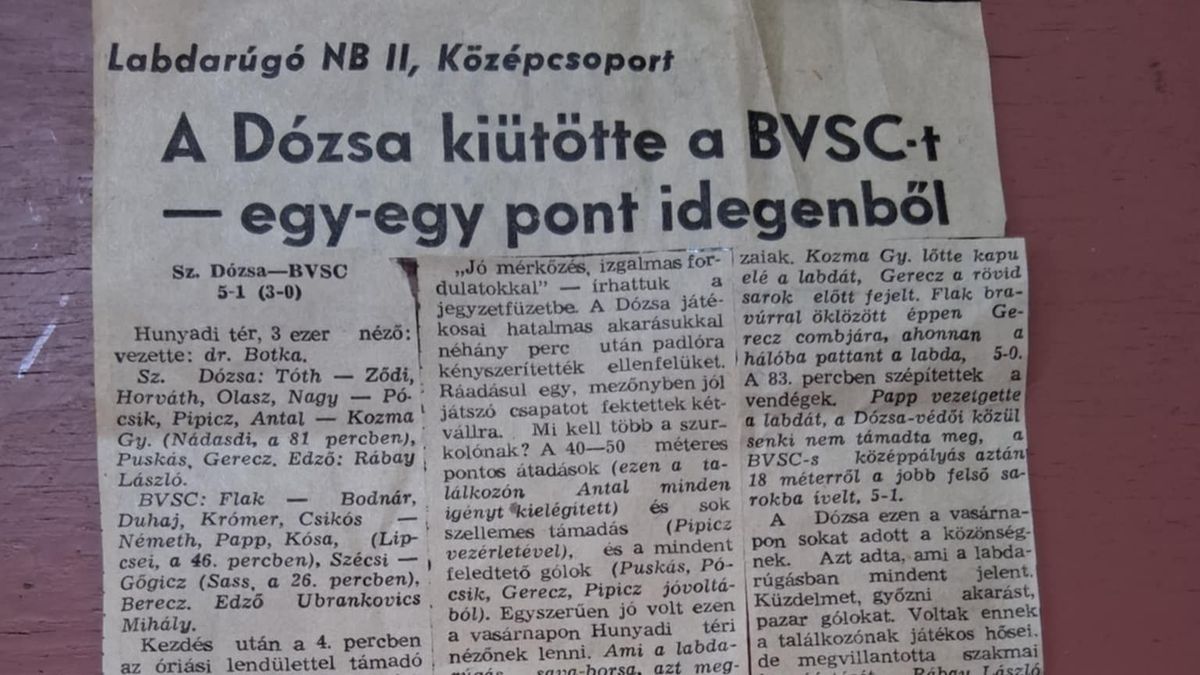 Labdarúgó NB II, Középcsoport
A Dózsa kiütötte a BVSC-t
— egy-egy pont idegenből
Sz. Dózsa—BVSC
5-1 (3-0)
Hunyadi tér, 3 ezer néző:
vezette: dr. Botka.
Sz. Dózsa: Tóth — Ződi,
Horváth, Olasz, Nagy — Pó-
csik, Pipicz, Antal — Kozma
Gy. (Nádasdi, a 81 percben),
Puskás, Gerecz. Edző: Rábay
László.
BVSC: Flak — Bodnár,
Duhaj, Krómer, Csikós —
Németh, Papp, Kósa, (Lip-
csei, a 46. percben), Szécsi —
Gőgicz (Sass, a 26. percben),
Berecz. Edző Ubrankovics
Mihály.
Kezdés után a 4. percben
az óriási lendülettel támadó
„Jó mérkőzés, izgalmas for-
dulatokkal” — írhattuk a
jegyzetfüzetbe. A Dózsa játé-
kosai hatalmas akarásukkal
néhány perc után padlóra
kényszerítették ellenfelüket.
Ráadásul egy, mezőnyben jól
játszó csapatot fektettek két-
vállra. Mi kell több a szur-
kolónak? A 40—50 méteres
pontos átadások (ezen a ta-
lálkozón Antal minden
igényt kielégített) és sok
szellemes támadás (Pipicz
vezérletével), és a mindent
feledtető gólok (Puskás, Pó-
csik, Gerecz, Pipicz jóvoltá-
ból). Egyszerűen jó volt ezen
a vasárnapon Hunyadi téri
nézőnek lenni. Ami a labda-
rúgás sava-borsa, azt meg-
zaiak. Kozma Gy. lőtte kapu
elé a labdát, Gerecz a rövid
sarok előtt fejelt. Flak bra-
vúrral öklözött éppen Ge-
recz combjára, ahonnan a
hálóba pattant a labda, 5-0.
A 83. percben szépítettek a
vendégek. Papp vezetgette
a labdát, a Dózsa-védői közül
senki nem támadta meg, a
BVSC-s középpályás aztán
18 méterről a jobb felső sa-
rokba ívelt, 5-1.
A Dózsa ezen a vasárna-
pon sokat adott a közönség-
nek. Azt adta, ami a labda-
rúgásban mindent jelent.
Küzdelmet, győzni akarást,
pazar gólokat. Voltak ennek
a találkozónak játékos hősei.
de megvillantotta szakmai
Rábay László